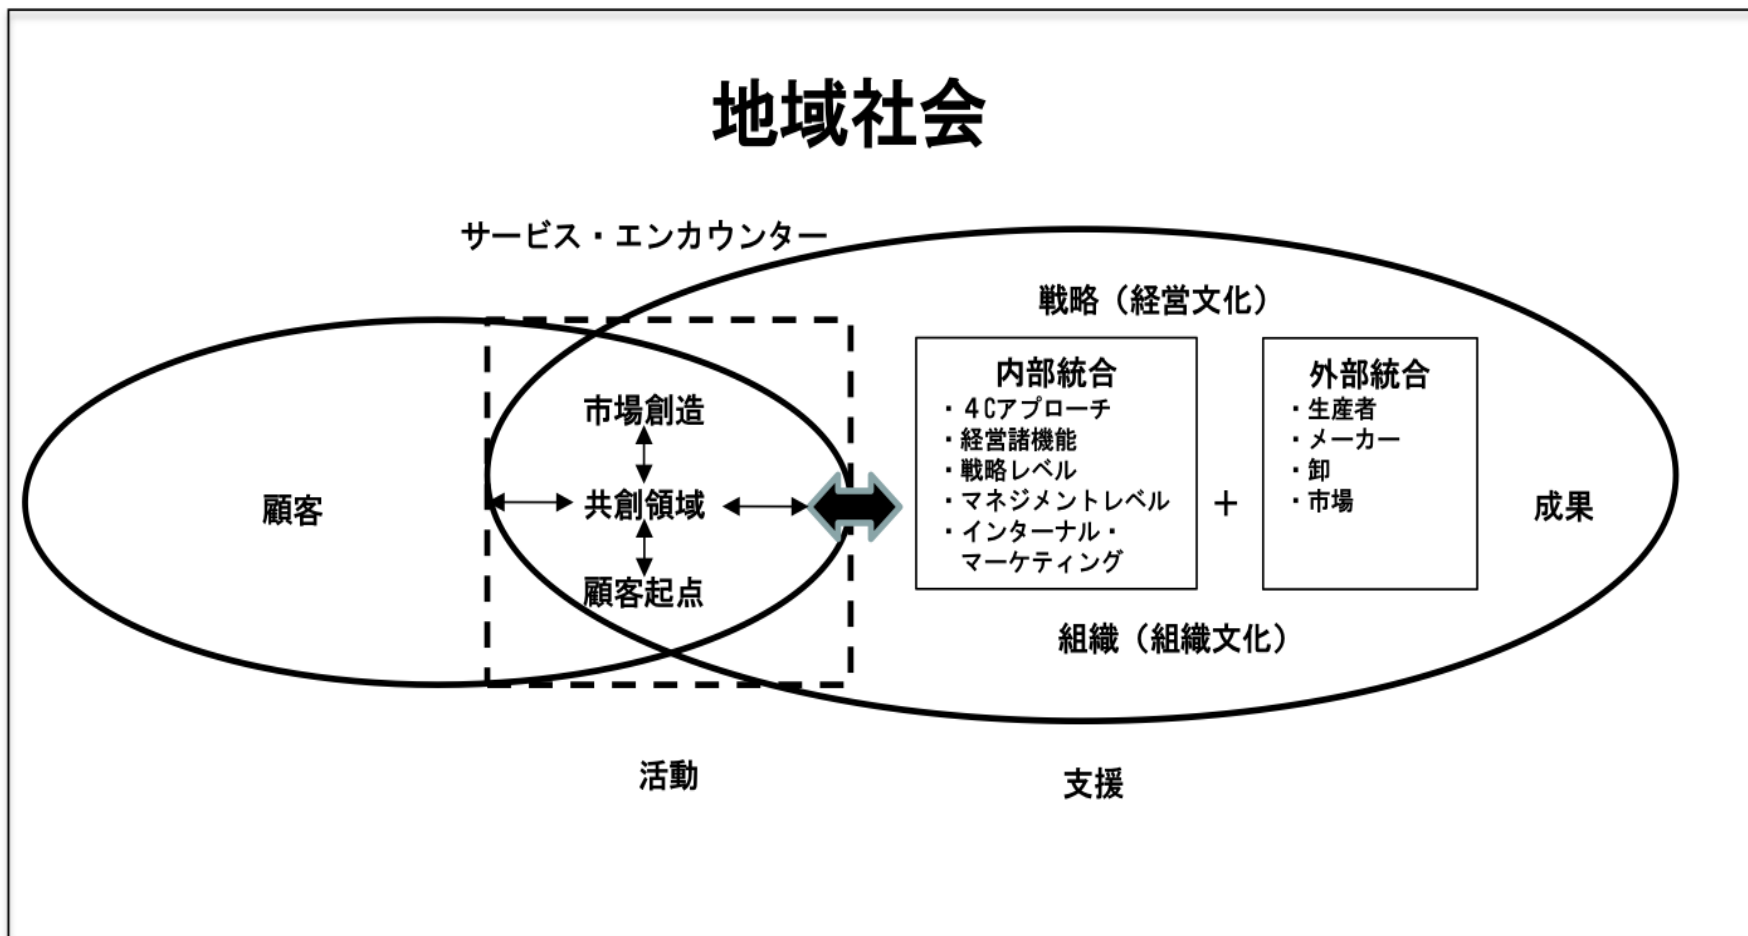 地域社会
サービス・エンカウンター
戦略（経営文化）
顧客
市場創造
共創領域
顧客起点
内部統合
・４Cアプローチ
・経営諸機能
・戦略レベル
・マネジメントレベル
・インターナル・
マーケティング
＋
外部統合
・生産者
・メーカー
・卸
・市場
成果
組織（組織文化）
活動
支援